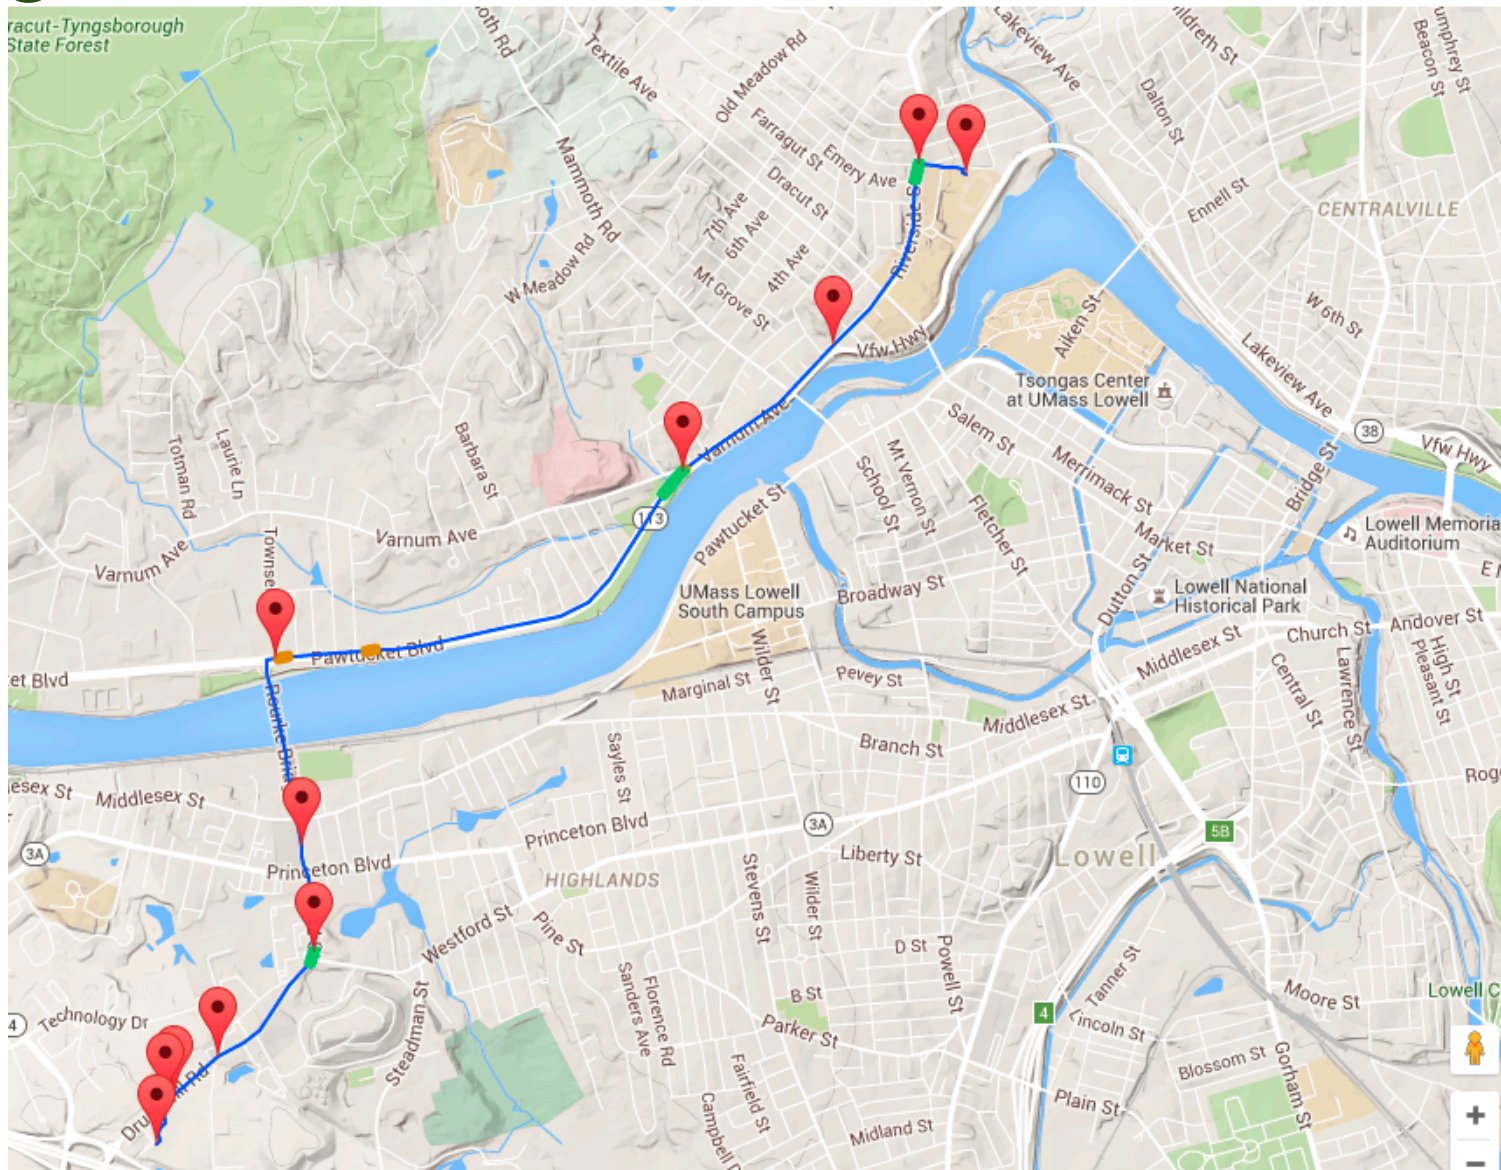 racut-Tyngsborough
State Forest
Textile Ave
Old Meadow Rd
Lakeview Ave
Beacon St
Dalton St
Farragut St
Emery Ave
Mammoth Rd
Dracut St
7th Ave
6th Ave
4th Ave
Ennell St
CENTRALVILLE
W Meadow Rd
Mt Grove St
Riverside S
Vfw Hwy
Aiken St
W 6th St
Lakeview Ave
Tsongas Center
at UMass Lowell
Salem St
38
Vfw Hwy
Varnum Ave
Laurie Ln
Totman Rd
Barbara St
Mt Vernon St
School St
Merrimack St
Bridge St
Fletcher St
Market St
Lowell Memoria
Auditorium
113
Varnum Ave
Varnum Ave
Pawtucket St
Townse
UMass Lowell
South Campus
Broadway St
Dutton St
Lowell National
Historical Park
Church St
Andover St
Middlesex St
High St
Pleasant St
Wilder St
Pawtucket Blvd
et Blvd
Marginal St
Pevey St
Central St
Lawrence St
Rourke Brid
Middlesex St
Branch St
Sayles St
esex St
Middlesex St
110
Rog
Princeton Blvd
3A
5B
3A
Princeton Blvd
Liberty St
Lowell
HIGHLANDS
Stevens St
Wilder St
Westford St
Pine St
D St
Powell St
Tanner St
Florence Rd
Sanders Ave
B St
Moore St
Lowell C
4
Technology Dr
Steadman St
Parker St
4
Lincoln St
Blossom St
Gorham St
Fairfield St
Campbell D
Plain St
Midland St
+
−